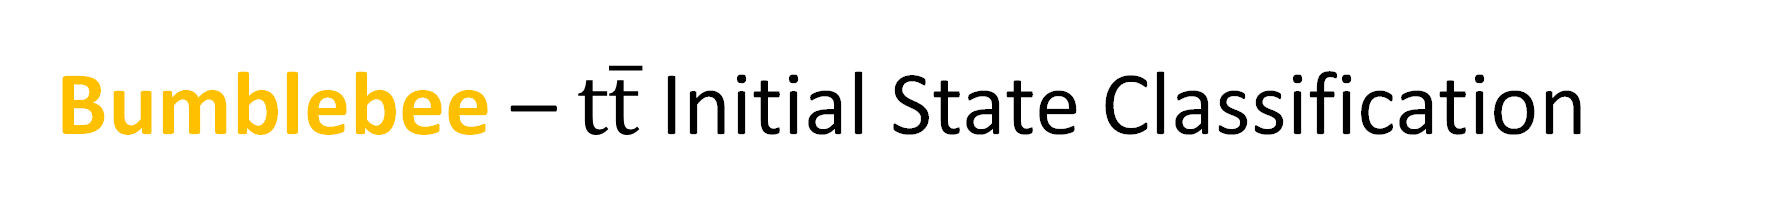 Bumblebee – tt̅ Initial State Classification